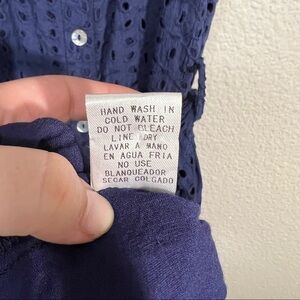 HAND WASH IN
COLD WATER
DO NOT BLEACH
LINE DRY
LAVAR A MANO
EN AGUA FRIA
NO USE
BLANQUEADOR
SECAR COLGADO